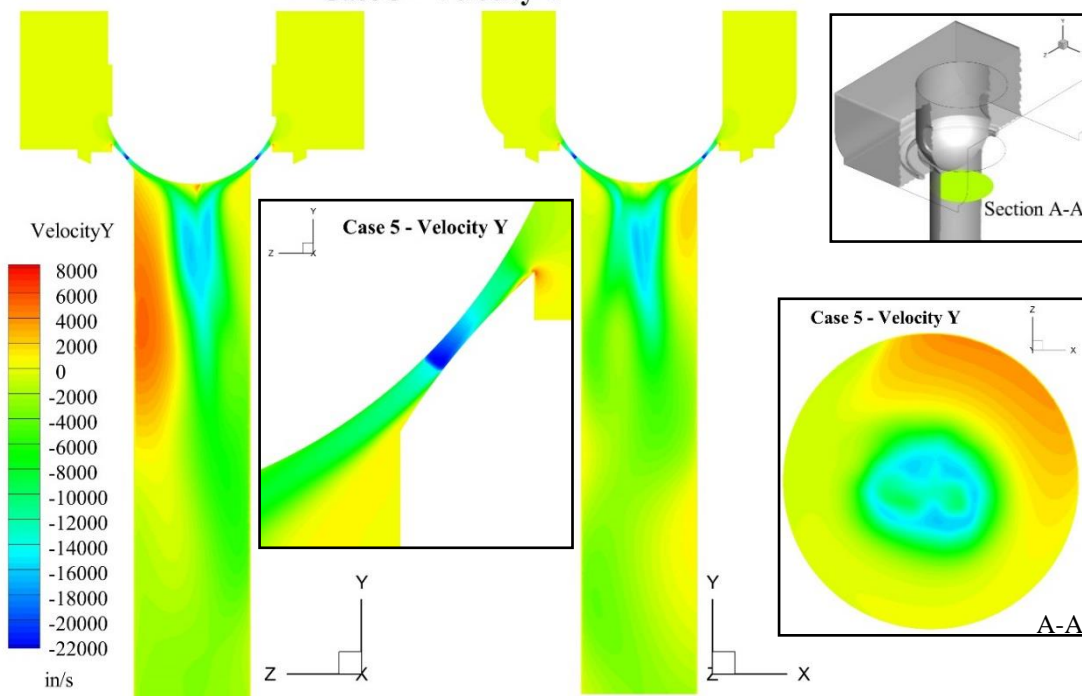 VelocityY
8000
6000
4000
2000
0
-2000
-4000
-6000
-8000
-10000
-12000
-14000
-16000
-18000
-20000
-22000
in/s
Y
Z
X
Case 5 - Velocity Y
Y
Z
X
Y
Z
X
Y
Z
X
Section A-A
Case 5 - Velocity Y
Z
X
A-A